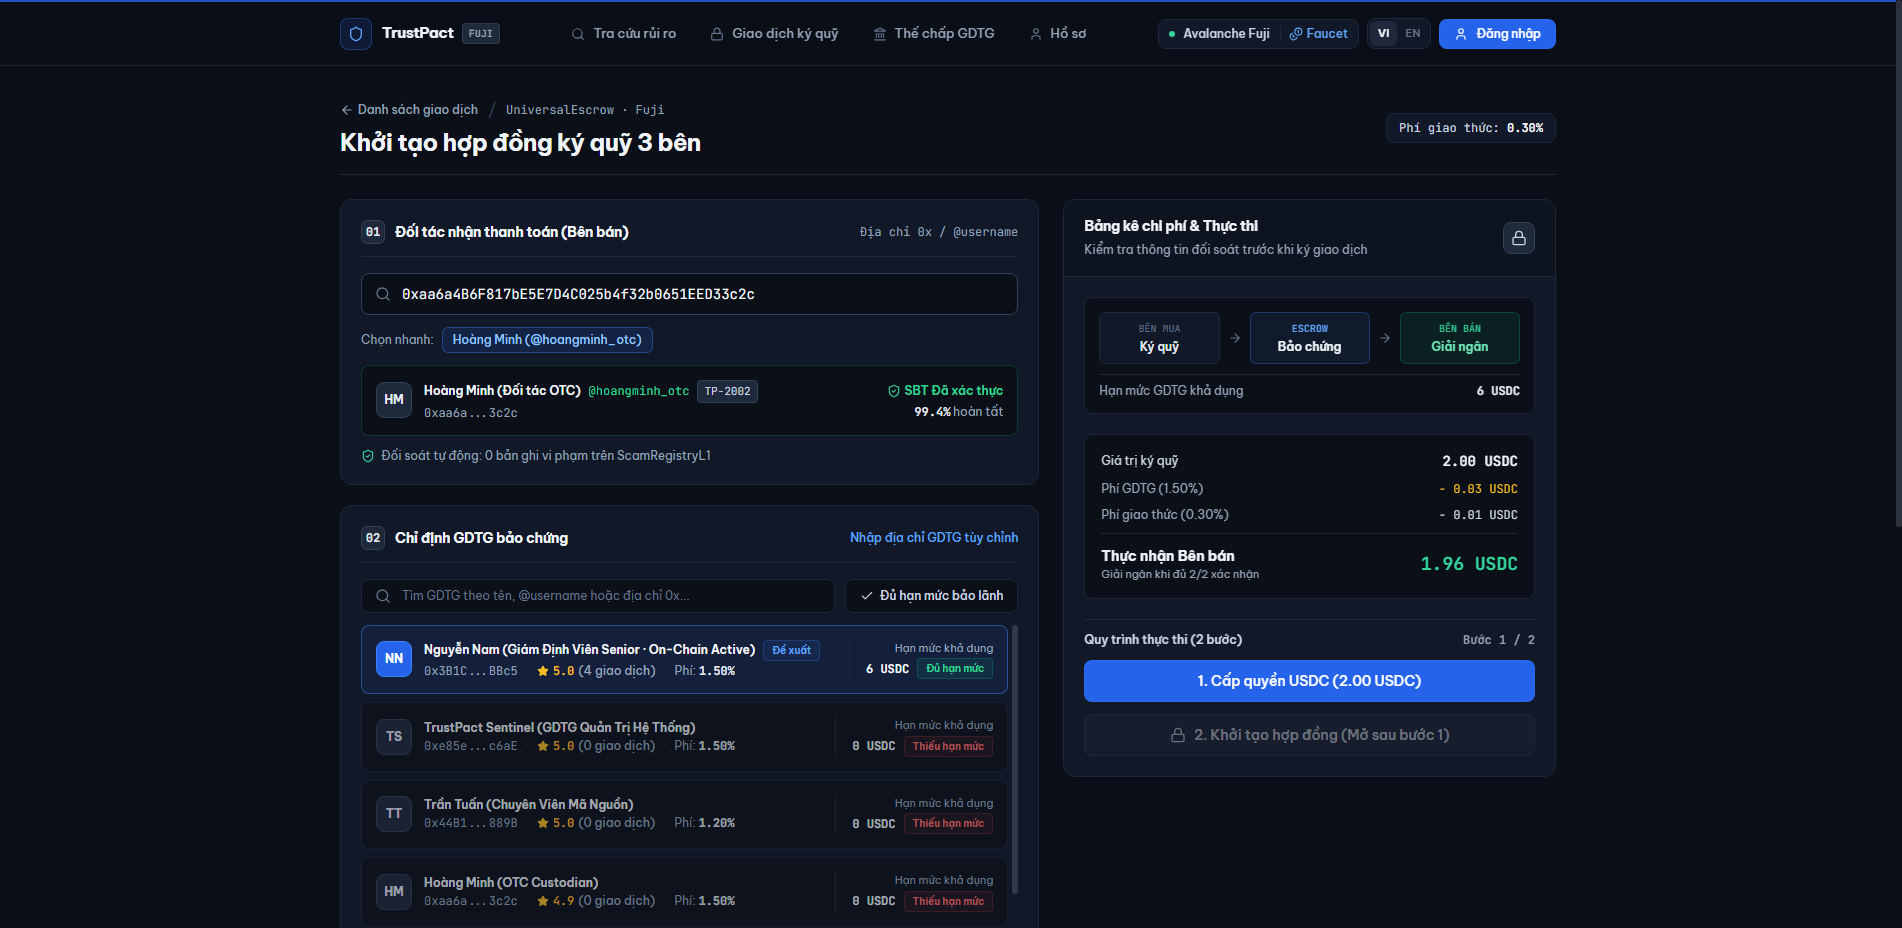 TrustPact FUJI
Tra cứu rủi ro
Giao dịch ký quỹ
Thế chấp GDTG
Hồ sơ
Avalanche Fuji
Faucet
VI EN
Đăng nhập
← Danh sách giao dịch / UniversalEscrow · Fuji
Khởi tạo hợp đồng ký quỹ 3 bên
Phí giao thức: 0.30%
01 Đối tác nhận thanh toán (Bên bán)
Địa chỉ 0x / @username
0xaa6a4B6F817bE5E7D4C025b4f32b0651EED33c2c
Chọn nhanh: Hoàng Minh (@hoangminh_otc)
HM
Hoàng Minh (Đối tác OTC) @hoangminh_otc TP-2002
0xaa6a...3c2c
SBT Đã xác thực
99.4% hoàn tất
Đối soát tự động: 0 bản ghi vi phạm trên ScamRegistryL1
02 Chỉ định GDTG bảo chứng
Nhập địa chỉ GDTG tùy chỉnh
Tìm GDTG theo tên, @username hoặc địa chỉ 0x...
Đủ hạn mức bảo lãnh
NN
Nguyễn Nam (Giám Định Viên Senior · On-Chain Active) Đề xuất
0x3B1C...BBc5 · 5.0 (4 giao dịch) · Phí: 1.50%
Hạn mức khả dụng
6 USDC Đủ hạn mức
TS
TrustPact Sentinel (GDTG Quản Trị Hệ Thống)
0xe85e...c6aE · 5.0 (0 giao dịch) · Phí: 1.50%
Hạn mức khả dụng
0 USDC Thiếu hạn mức
TT
Trần Tuấn (Chuyên Viên Mã Nguồn)
0x44B1...889B · 5.0 (0 giao dịch) · Phí: 1.20%
Hạn mức khả dụng
0 USDC Thiếu hạn mức
HM
Hoàng Minh (OTC Custodian)
0xaa6a...3c2c · 4.9 (0 giao dịch) · Phí: 1.50%
Hạn mức khả dụng
0 USDC Thiếu hạn mức
Bảng kê chi phí & Thực thi
Kiểm tra thông tin đối soát trước khi ký giao dịch
BÊN MUA
Ký quỹ
→
ESCROW
Bảo chứng
→
BÊN BÁN
Giải ngân
Hạn mức GDTG khả dụng 6 USDC
Giá trị ký quỹ 2.00 USDC
Phí GDTG (1.50%) - 0.03 USDC
Phí giao thức (0.30%) - 0.01 USDC
Thực nhận Bên bán
Giải ngân khi đủ 2/2 xác nhận
1.96 USDC
Quy trình thực thi (2 bước) Bước 1 / 2
1. Cấp quyền USDC (2.00 USDC)
2. Khởi tạo hợp đồng (Mở sau bước 1)